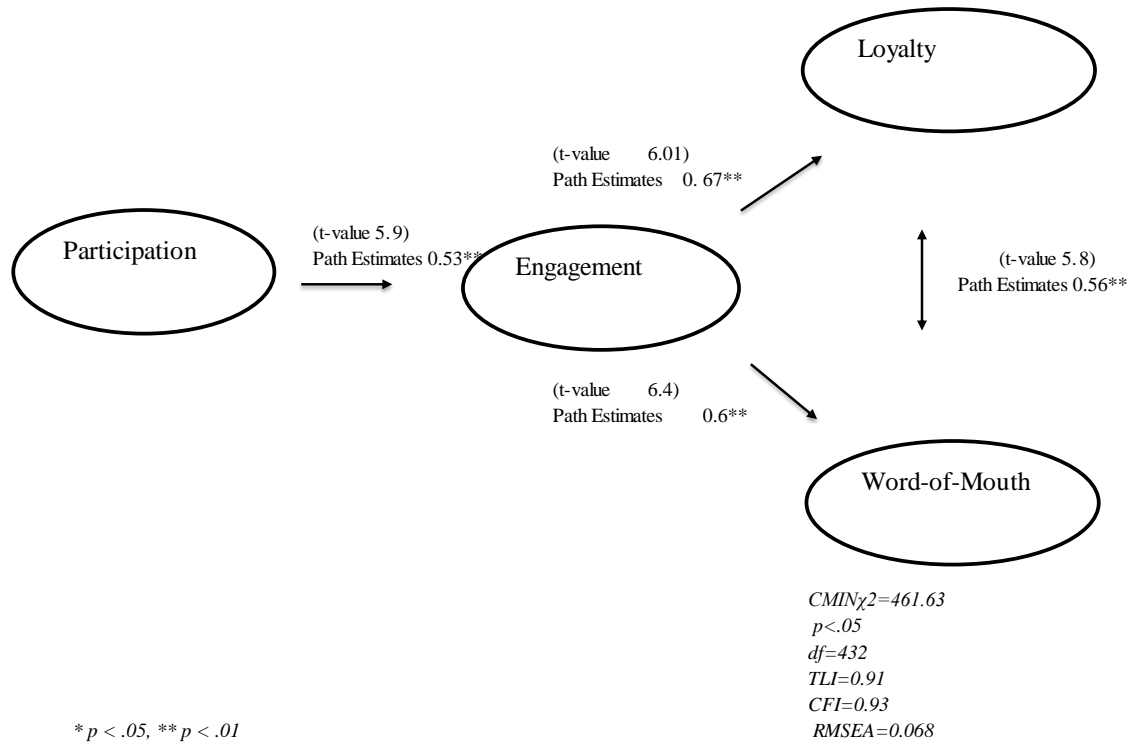 Loyalty
(t-value 6.01)
Path Estimates 0. 67**
Participation
(t-value 5.9)
Path Estimates 0.53**
Engagement
(t-value 5.8)
Path Estimates 0.56**
(t-value 6.4)
Path Estimates 0.6**
Word-of-Mouth
CMINχ2=461.63
p<.05
df=432
TLI=0.91
CFI=0.93
RMSEA=0.068
* p < .05, ** p < .01